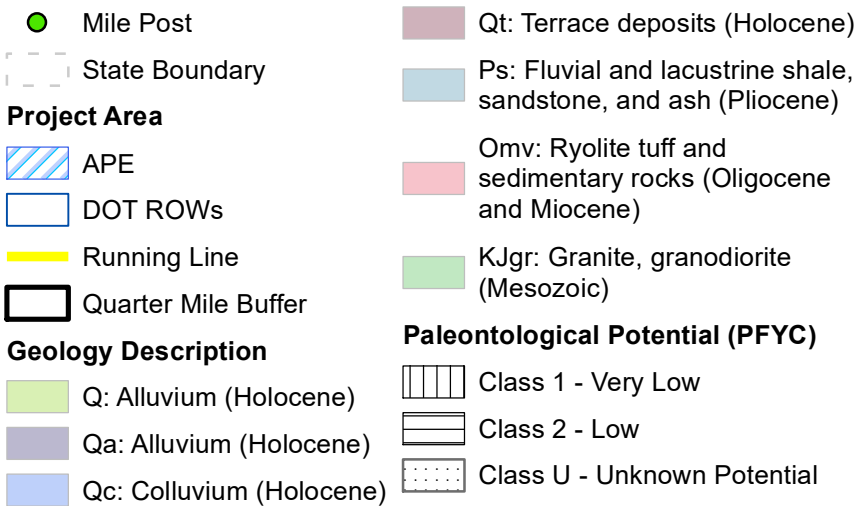 Mile Post
State Boundary
Project Area
APE
DOT ROWs
Running Line
Quarter Mile Buffer
Geology Description
Q: Alluvium (Holocene)
Qa: Alluvium (Holocene)
Qc: Colluvium (Holocene)
Qt: Terrace deposits (Holocene)
Ps: Fluvial and lacustrine shale,
sandstone, and ash (Pliocene)
Omv: Ryolite tuff and
sedimentary rocks (Oligocene
and Miocene)
KJgr: Granite, granodiorite
(Mesozoic)
Paleontological Potential (PFYC)
Class 1 - Very Low
Class 2 - Low
Class U - Unknown Potential